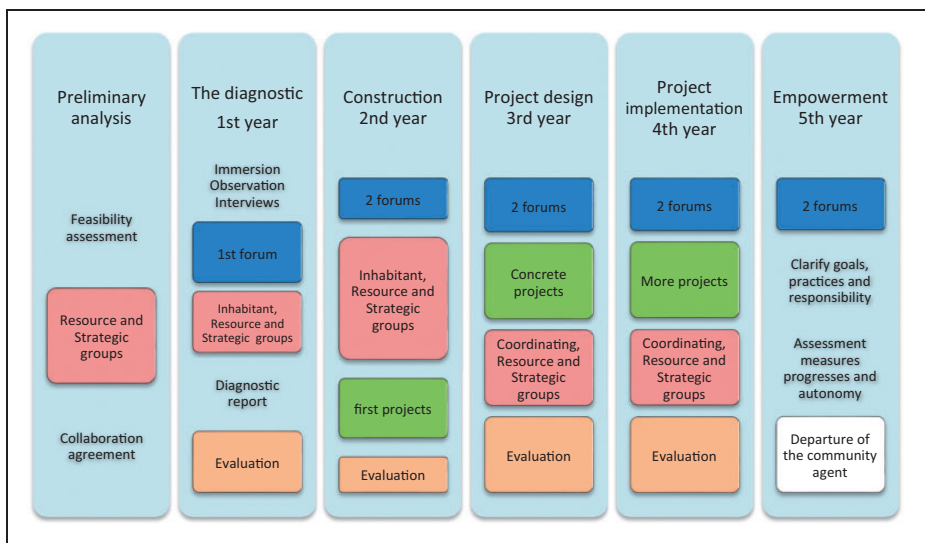 Preliminary
analysis
Feasibility
assessment
Resource and
Strategic
groups
Collaboration
agreement
The diagnostic
1st year
Immersion
Observation
Interviews
1st forum
Inhabitant,
Resource and
Strategic groups
Diagnostic
report
Evaluation
Construction
2nd year
2 forums
Inhabitant,
Resource and
Strategic
groups
first projects
Evaluation
Project design
3rd year
2 forums
Concrete
projects
Coordinating,
Resource and
Strategic
groups
Evaluation
Project
implementation
4th year
2 forums
More projects
Coordinating,
Resource and
Strategic
groups
Evaluation
Empowerment
5th year
2 forums
Clarify goals,
practices and
responsibility
Assessment
measures
progresses and
autonomy
Departure of
the community
agent